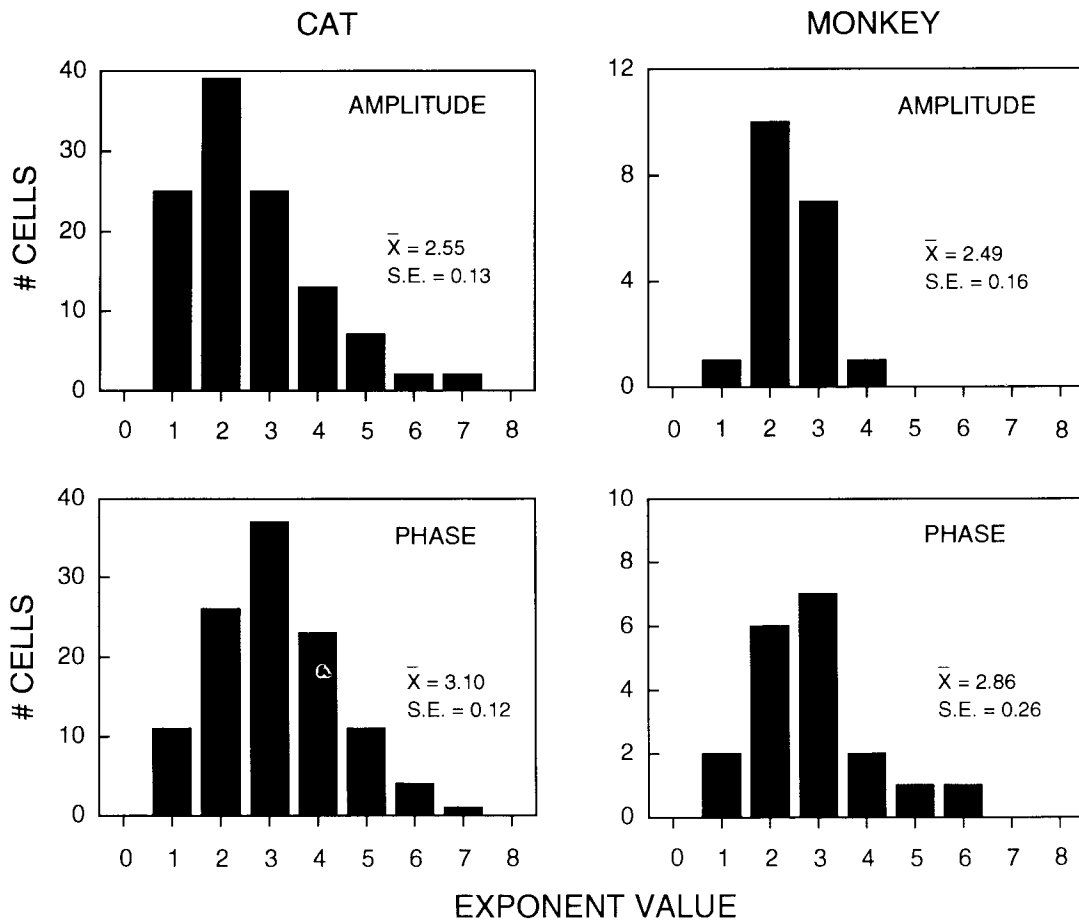 CAT
MONKEY
40
30
20
10
0
# CELLS
AMPLITUDE
X̄ = 2.55
S.E. = 0.13
0 1 2 3 4 5 6 7 8
12
8
4
0
AMPLITUDE
X̄ = 2.49
S.E. = 0.16
0 1 2 3 4 5 6 7 8
40
30
20
10
0
# CELLS
PHASE
X̄ = 3.10
S.E. = 0.12
0 1 2 3 4 5 6 7 8
10
8
6
4
2
0
PHASE
X̄ = 2.86
S.E. = 0.26
0 1 2 3 4 5 6 7 8
EXPONENT VALUE